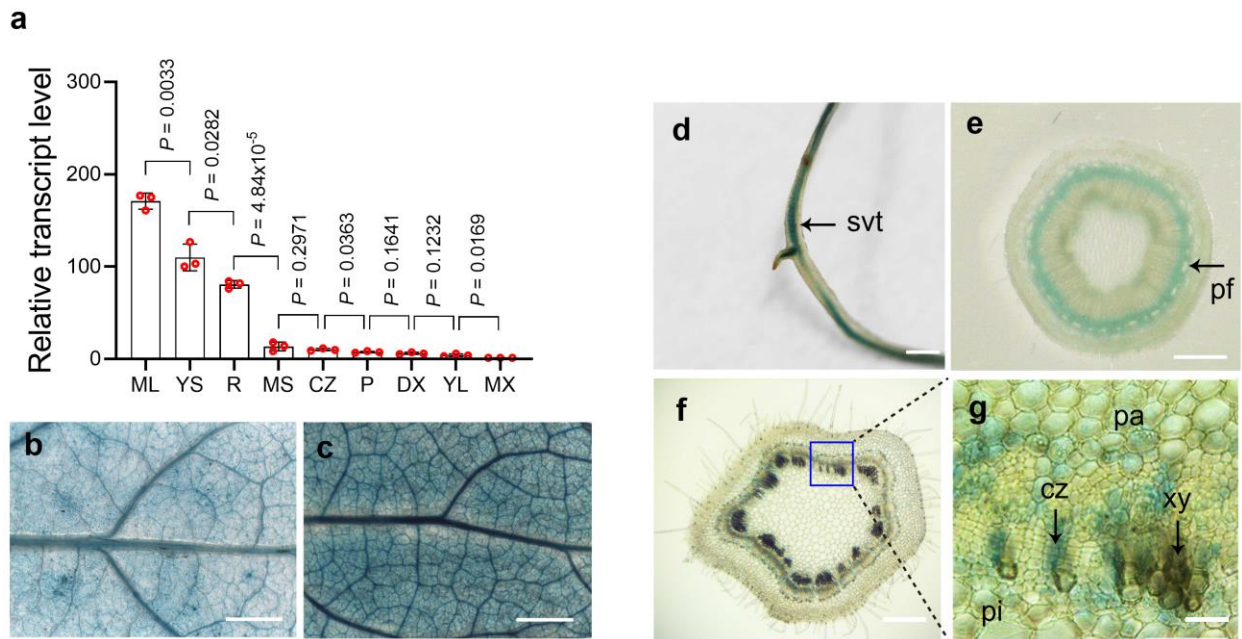 a
Relative transcript level
300
200
100
0
P = 0.0033
P = 0.0282
P = 4.84x10-5
P = 0.2971
P = 0.0363
P = 0.1641
P = 0.1232
P = 0.0169
ML YS R MS CZ P DX YL MX
b
c
d
svt
e
pf
f
g
pa
cz
xy
pi